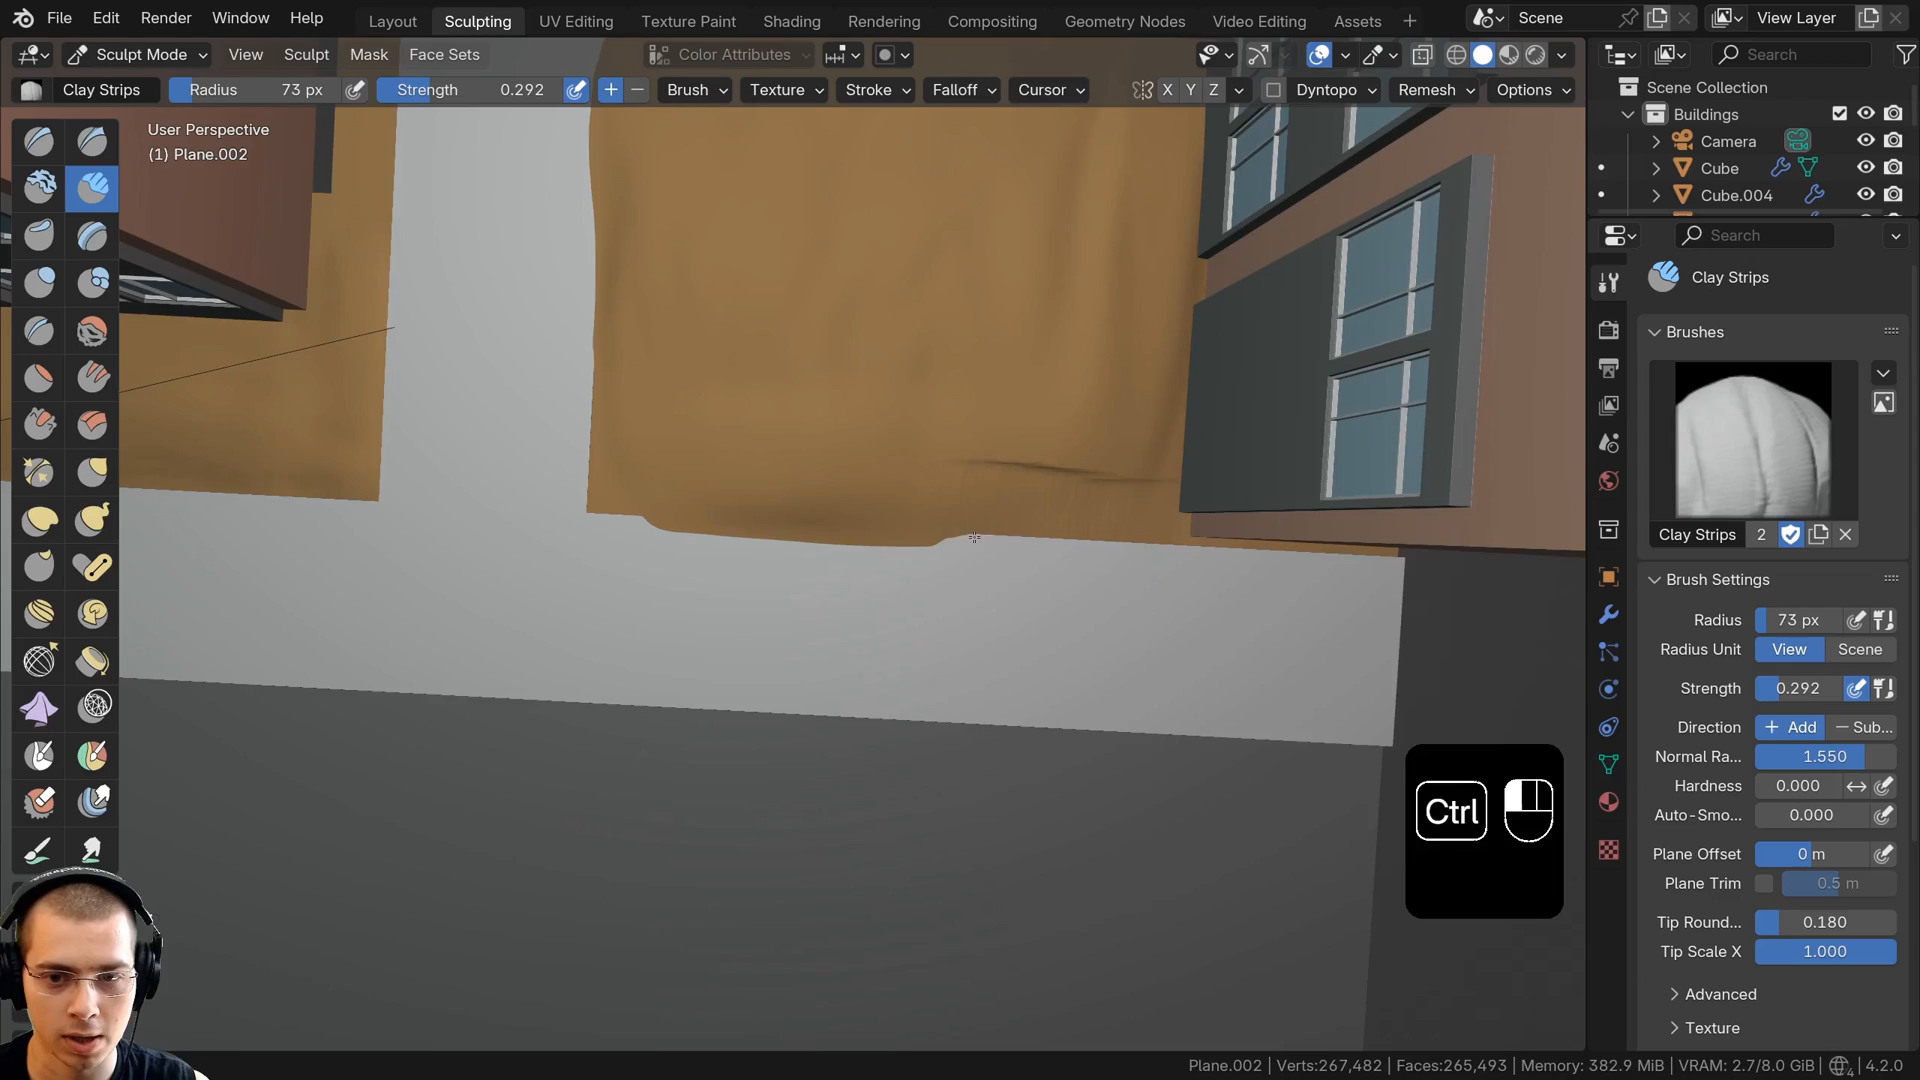 File Edit Render Window Help Layout Sculpting UV Editing Texture Paint Shading Rendering Compositing Geometry Nodes Video Editing Assets Scene View Layer
Sculpt Mode View Sculpt Mask Face Sets Color Attributes Search
Clay Strips Radius 73 px Strength 0.292 Brush Texture Stroke Falloff Cursor X Y Z Dyntopo Remesh Options
Scene Collection
Buildings
Camera
Cube
Cube.004
User Perspective
(1) Plane.002
Search
Clay Strips
Brushes
Clay Strips 2
Brush Settings
Radius 73 px
Radius Unit View Scene
Strength 0.292
Direction + Add − Sub...
Normal Ra... 1.550
Hardness 0.000
Auto-Smo... 0.000
Plane Offset 0 m
Plane Trim 0.5 m
Tip Round... 0.180
Tip Scale X 1.000
Advanced
Texture
Ctrl
Plane.002 | Verts:267,482 | Faces:265,493 | Memory: 382.9 MiB | VRAM: 2.7/8.0 GiB | 4 | 4.2.0